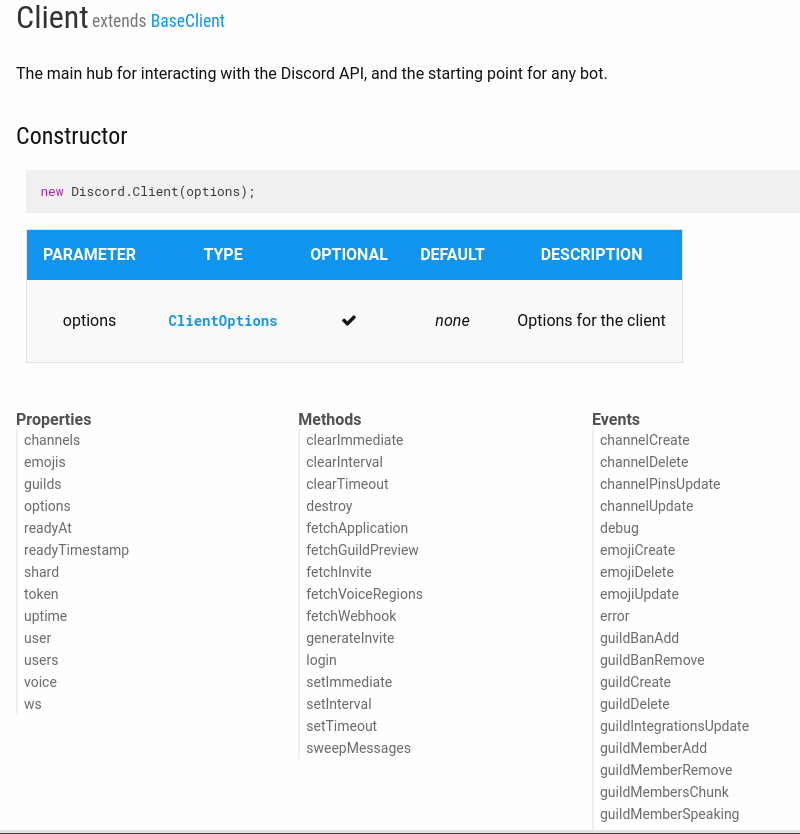 Client extends BaseClient
The main hub for interacting with the Discord API, and the starting point for any bot.
Constructor
new Discord.Client(options);
PARAMETER TYPE OPTIONAL DEFAULT DESCRIPTION
options ClientOptions ✔ none Options for the client
Properties
channels
emojis
guilds
options
readyAt
readyTimestamp
shard
token
uptime
user
users
voice
ws
Methods
clearImmediate
clearInterval
clearTimeout
destroy
fetchApplication
fetchGuildPreview
fetchInvite
fetchVoiceRegions
fetchWebhook
generateInvite
login
setImmediate
setInterval
setTimeout
sweepMessages
Events
channelCreate
channelDelete
channelPinsUpdate
channelUpdate
debug
emojiCreate
emojiDelete
emojiUpdate
error
guildBanAdd
guildBanRemove
guildCreate
guildDelete
guildIntegrationsUpdate
guildMemberAdd
guildMemberRemove
guildMembersChunk
guildMemberSpeaking